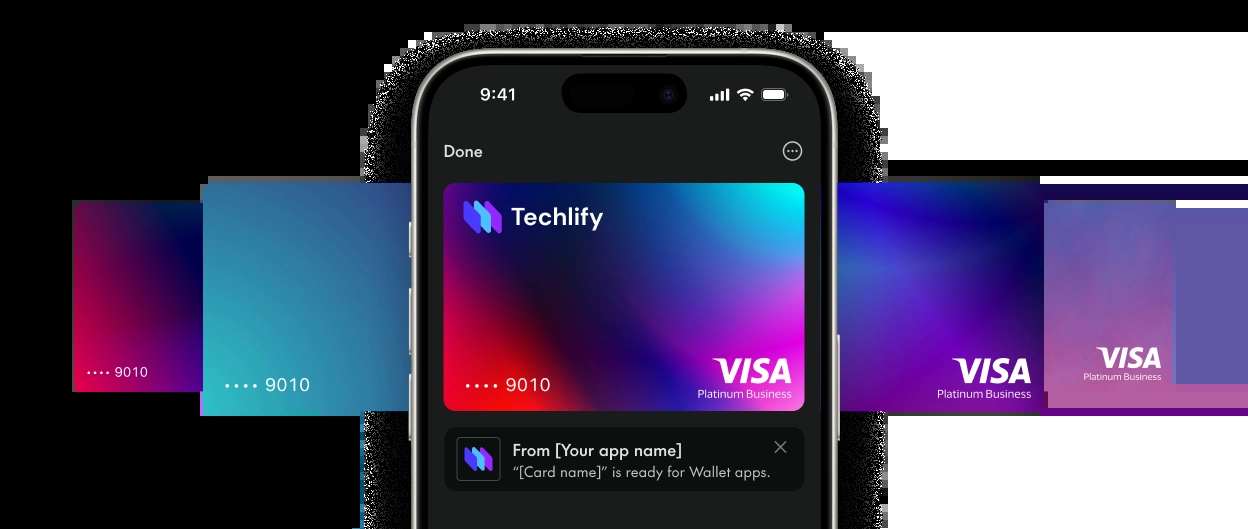 9:41
Done
Techlify
•••• 9010
•••• 9010
•••• 9010
VISA
Platinum Business
VISA
Platinum Business
VISA
Platinum Business
From [Your app name]
“[Card name]” is ready for Wallet apps.